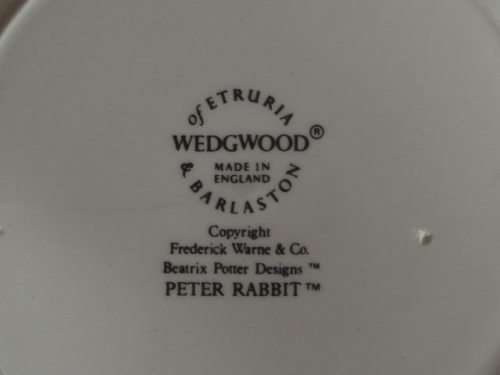 of ETRURIA
WEDGWOOD®
MADE IN
ENGLAND
& BARLASTON
Copyright
Frederick Warne & Co.
Beatrix Potter Designs ™
PETER RABBIT ™